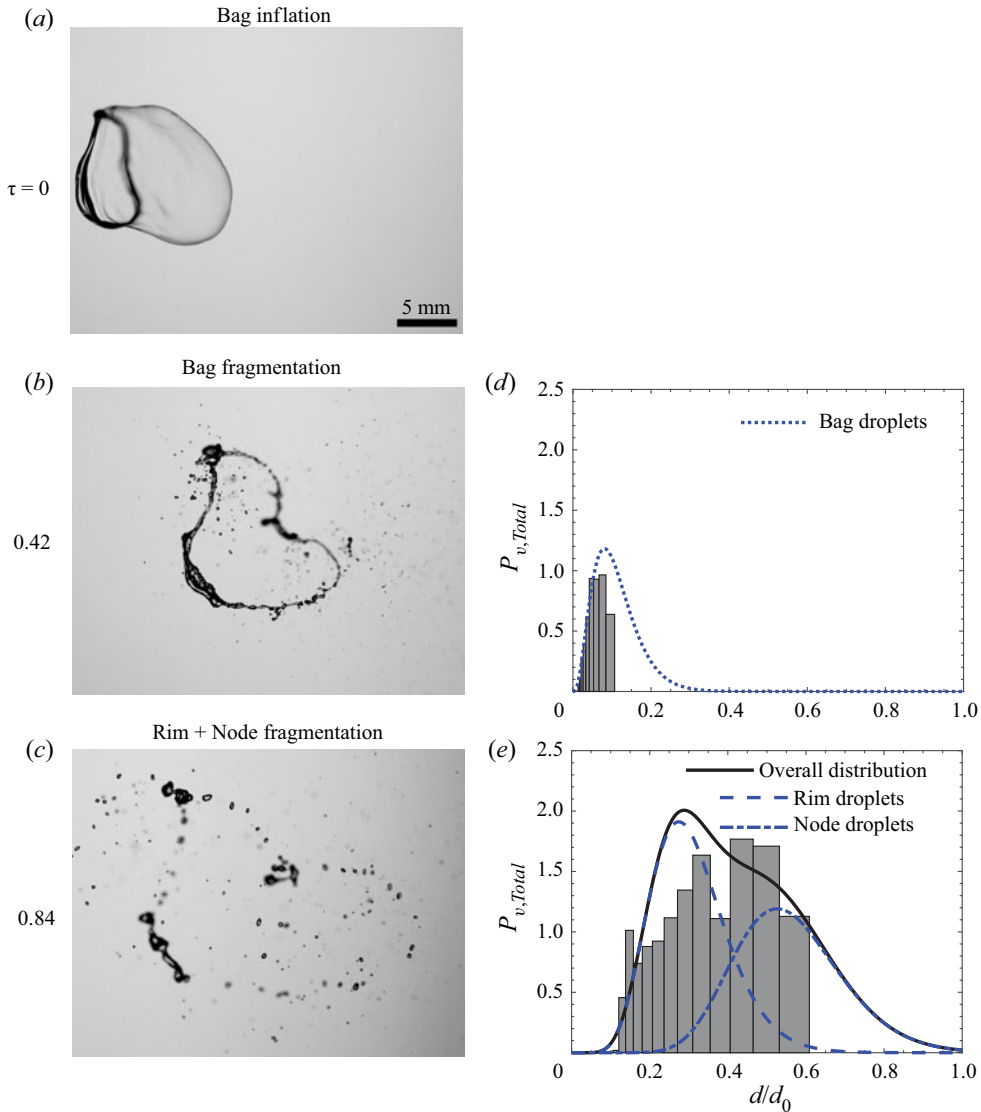 (a)
Bag inflation
τ = 0
5 mm
(b)
Bag fragmentation
0.42
(d)
2.5
2.0
1.5
1.0
0.5
P_{v,Total}
Bag droplets
0 0.2 0.4 0.6 0.8 1.0
(c)
Rim + Node fragmentation
0.84
(e)
2.5
2.0
1.5
1.0
0.5
P_{v,Total}
Overall distribution
Rim droplets
Node droplets
0 0.2 0.4 0.6 0.8 1.0
d/d_0